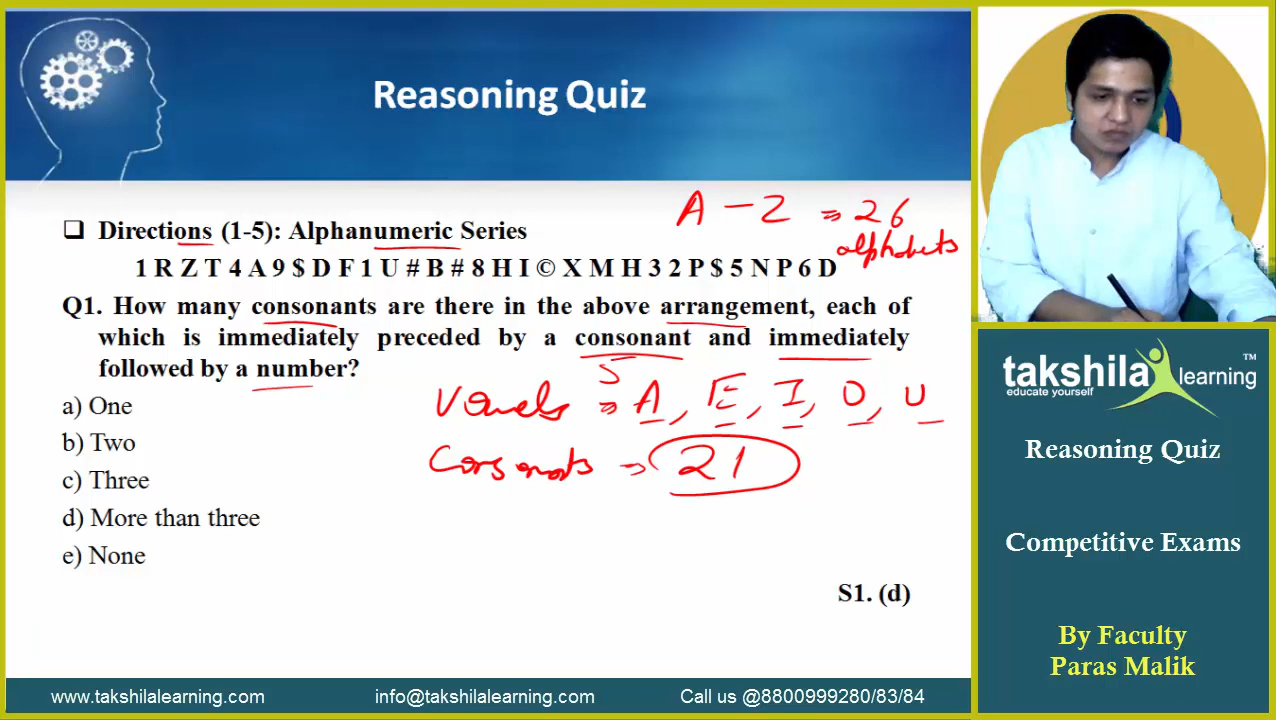 Reasoning Quiz
A - Z ⇒ 26
alphabets
❑ Directions (1-5): Alphanumeric Series
1 R Z T 4 A 9 $ D F 1 U # B # 8 H I © X M H 3 2 P $ 5 N P 6 D
Q1. How many consonants are there in the above arrangement, each of
which is immediately preceded by a consonant and immediately
followed by a number?
5
Vowels ⇒ A, E, I, O, U
Consonats ⇒ 21
a) One
b) Two
c) Three
d) More than three
e) None
S1. (d)
takshila learning ™
educate yourself
Reasoning Quiz
Competitive Exams
By Faculty
Paras Malik
www.takshilalearning.com info@takshilalearning.com Call us @8800999280/83/84